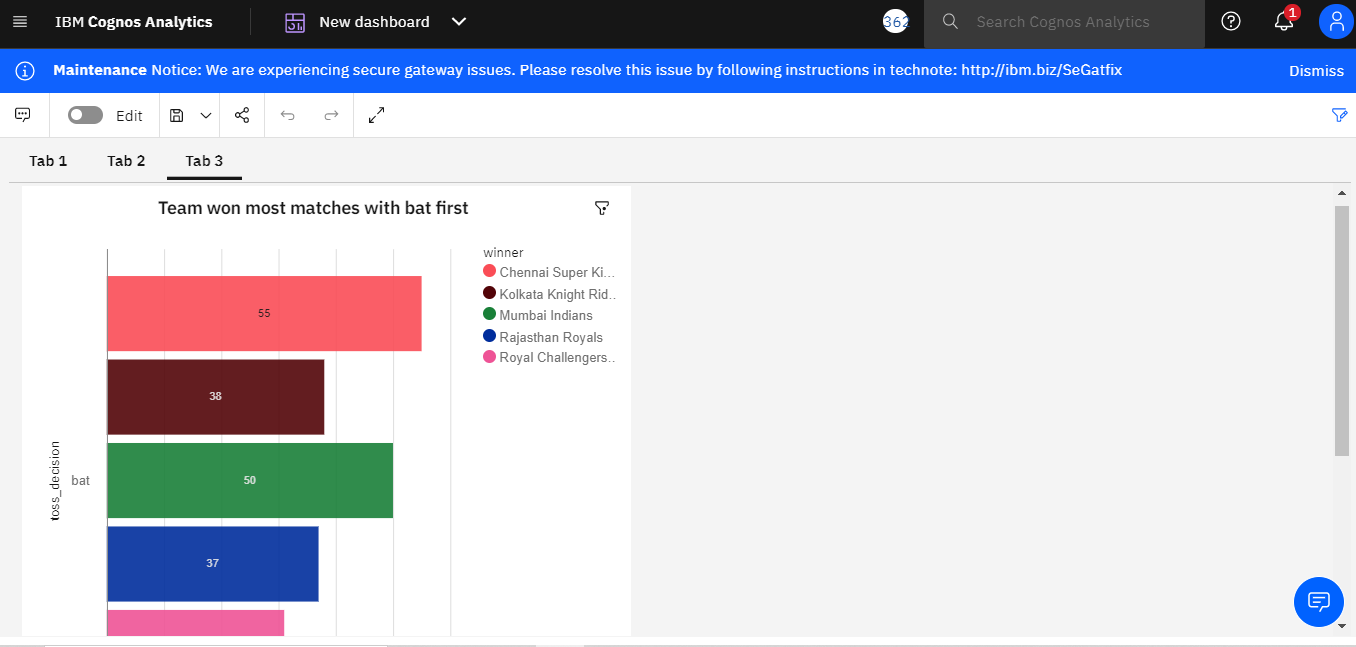 IBM Cognos Analytics
New dashboard
362
Search Cognos Analytics
1
Maintenance Notice: We are experiencing secure gateway issues. Please resolve this issue by following instructions in technote: http://ibm.biz/SeGatfix
Dismiss
Edit
Tab 1
Tab 2
Tab 3
Team won most matches with bat first
winner
Chennai Super Ki...
Kolkata Knight Rid..
Mumbai Indians
Rajasthan Royals
Royal Challengers..
55
38
50
37
toss_decision
bat